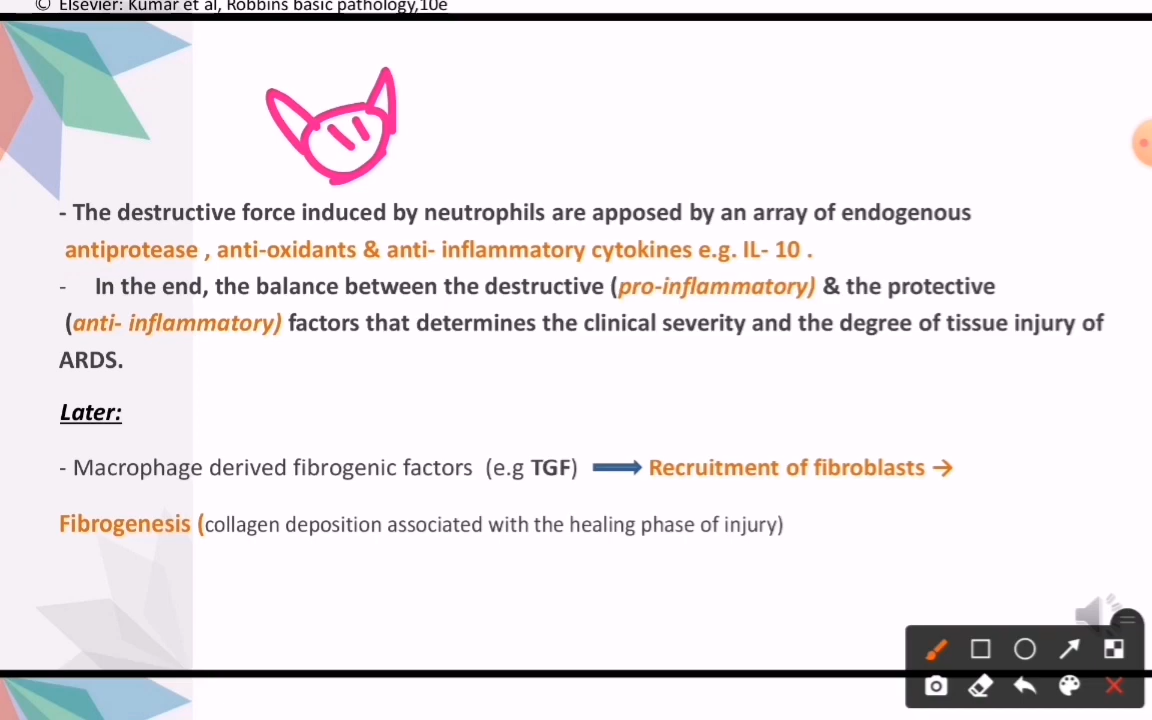 © Elsevier: Kumar et al, Robbins basic pathology,10e
- The destructive force induced by neutrophils are apposed by an array of endogenous
antiprotease , anti-oxidants & anti- inflammatory cytokines e.g. IL- 10 .
- In the end, the balance between the destructive (pro-inflammatory) & the protective
(anti- inflammatory) factors that determines the clinical severity and the degree of tissue injury of
ARDS.
Later:
- Macrophage derived fibrogenic factors (e.g TGF) ⟹ Recruitment of fibroblasts →
Fibrogenesis (collagen deposition associated with the healing phase of injury)